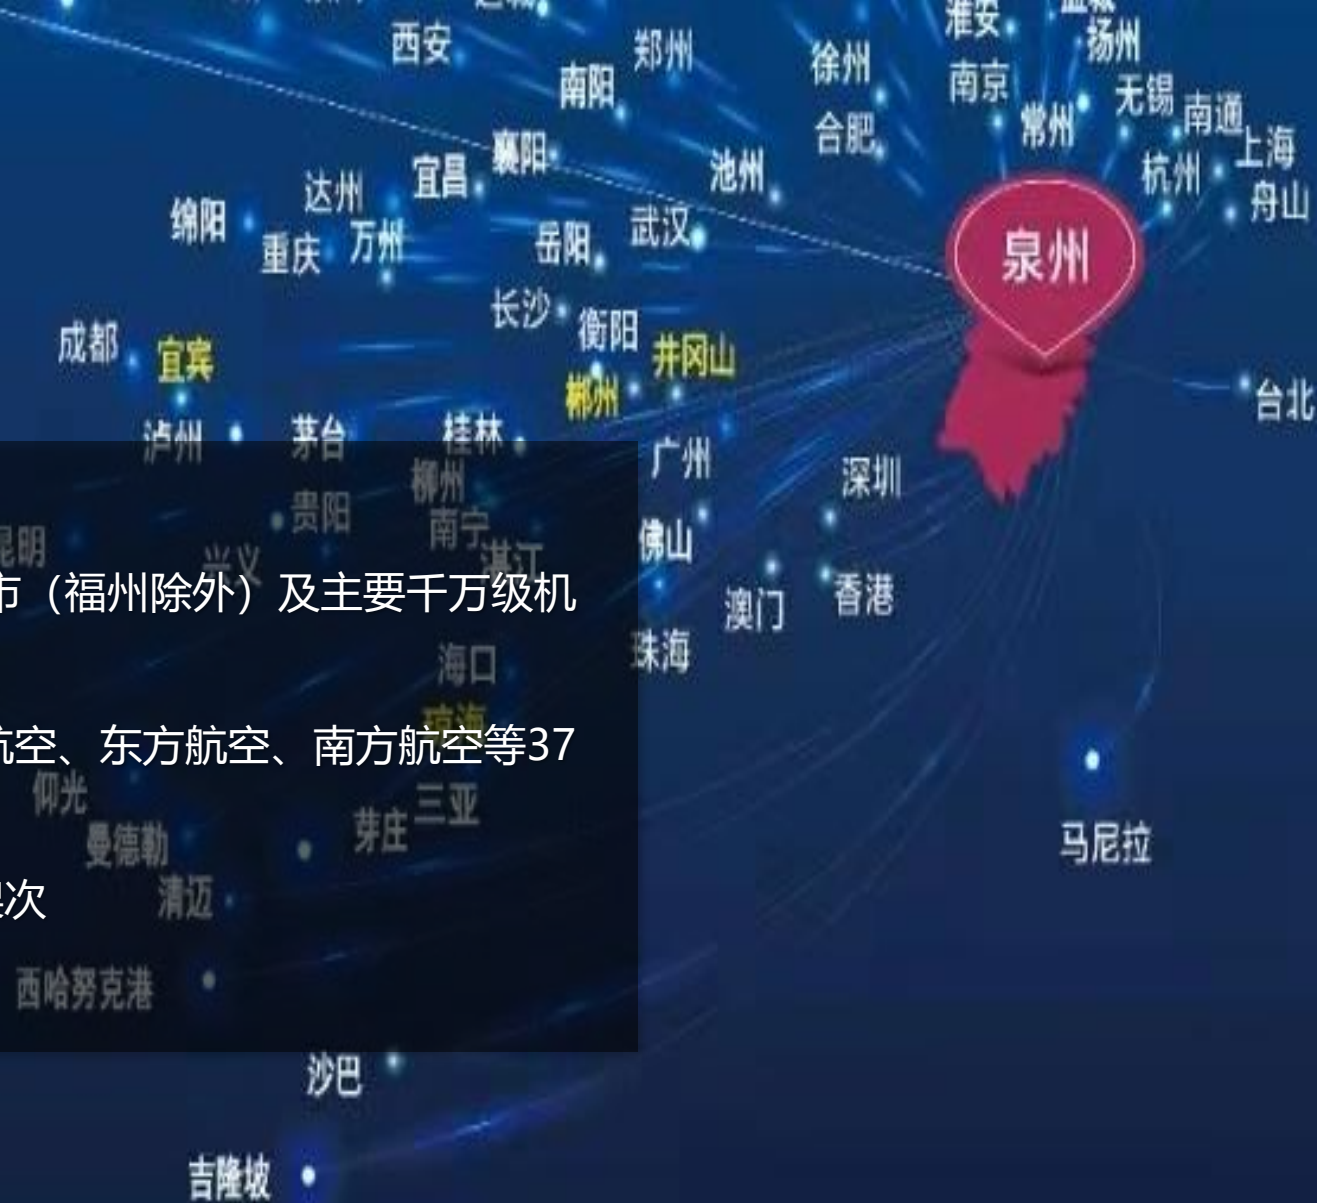 西安
郑州
徐州
淮安
盐城
扬州
南阳
南京
无锡
合肥
常州
南通
襄阳
宜昌
池州
杭州
上海
达州
舟山
绵阳
重庆
万州
岳阳
武汉
泉州
长沙
衡阳
成都
宜宾
井冈山
郴州
台北
泸州
茅台
桂林
广州
柳州
深圳
贵阳
南宁
昆明
兴义
湛江
佛山
市（福州除外）及主要千万级机
澳门
香港
海口
珠海
琼海
航空、东方航空、南方航空等37
仰光
曼德勒
芽庄
三亚
马尼拉
清迈
次
西哈努克港
沙巴
吉隆坡